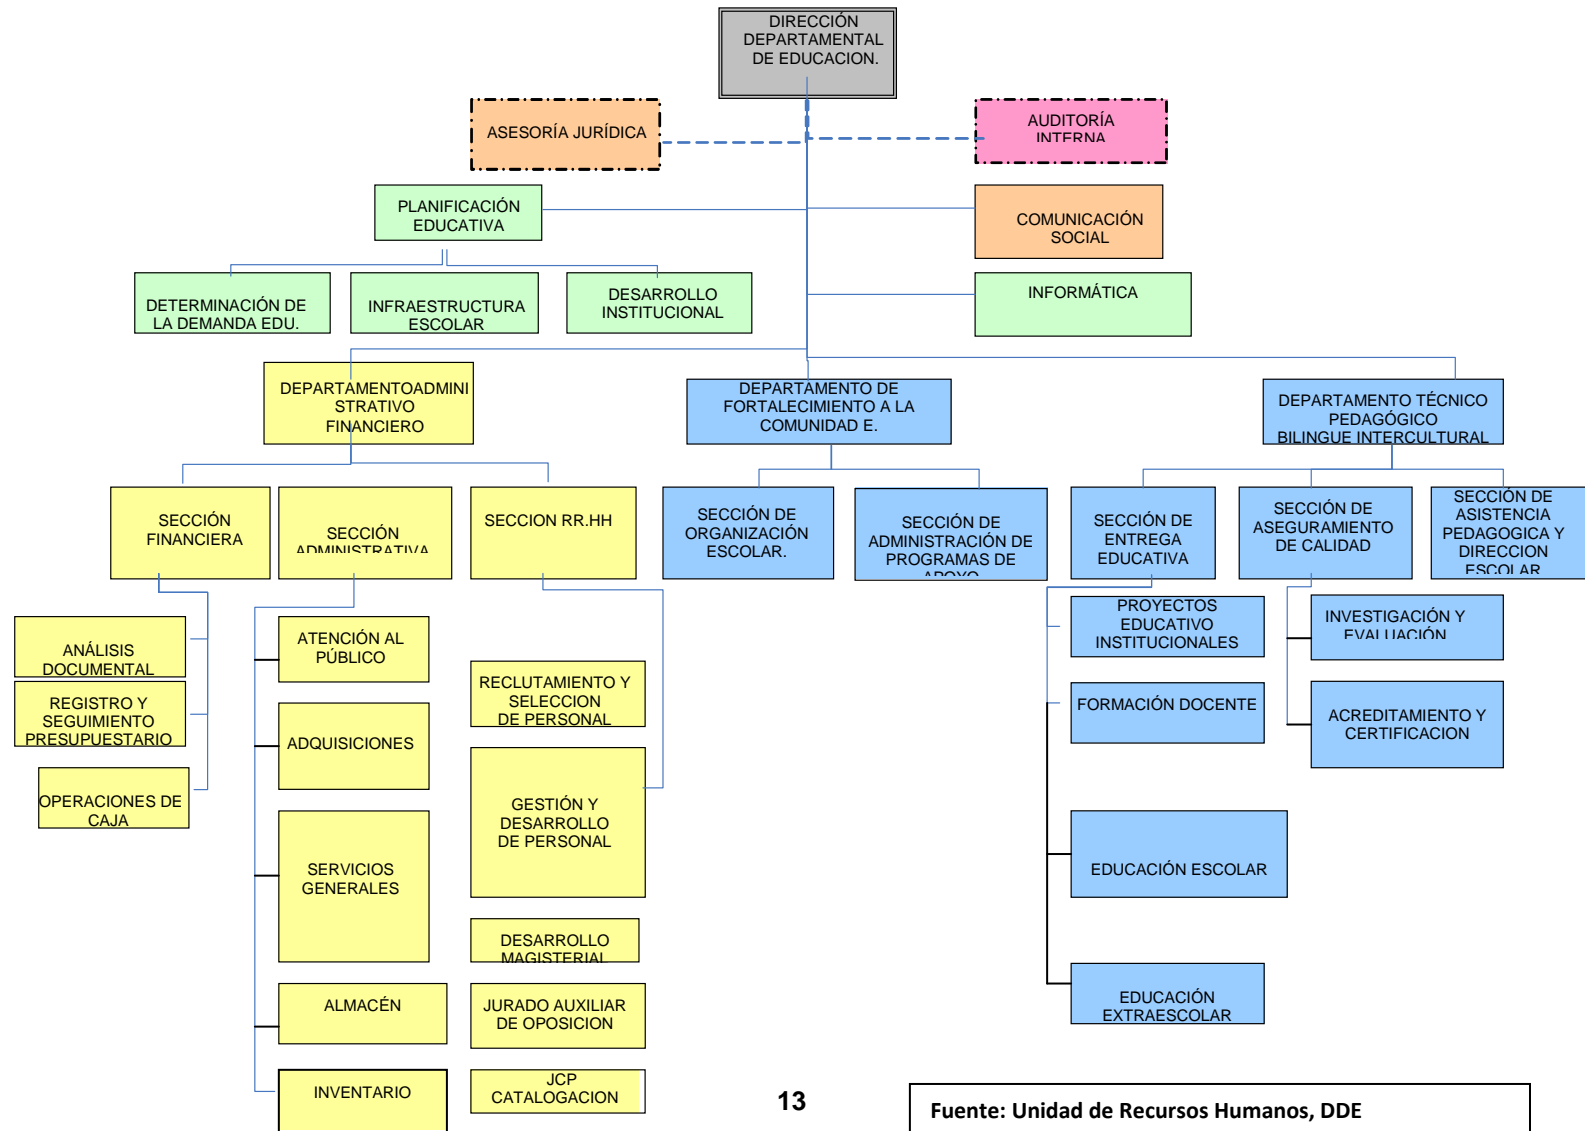 DIRECCIÓN
DEPARTAMENTAL
DE EDUCACION.
ASESORÍA JURÍDICA
AUDITORÍA
INTERNA
PLANIFICACIÓN
EDUCATIVA
COMUNICACIÓN
SOCIAL
DETERMINACIÓN DE
LA DEMANDA EDU.
INFRAESTRUCTURA
ESCOLAR
DESARROLLO
INSTITUCIONAL
INFORMÁTICA
DEPARTAMENTOADMINI
STRATIVO
FINANCIERO
DEPARTAMENTO DE
FORTALECIMIENTO A LA
COMUNIDAD E.
DEPARTAMENTO TÉCNICO
PEDAGÓGICO
BILINGUE INTERCULTURAL
SECCIÓN
FINANCIERA
SECCIÓN
ADMINISTRATIVA
SECCION RR.HH
SECCIÓN DE
ORGANIZACIÓN
ESCOLAR.
SECCIÓN DE
ADMINISTRACIÓN DE
PROGRAMAS DE
APOYO
SECCIÓN DE
ENTREGA
EDUCATIVA
SECCIÓN DE
ASEGURAMIENTO
DE CALIDAD
SECCIÓN DE
ASISTENCIA
PEDAGOGICA Y
DIRECCION
ESCOLAR
ANÁLISIS
DOCUMENTAL
REGISTRO Y
SEGUIMIENTO
PRESUPUESTARIO
OPERACIONES DE
CAJA
ATENCIÓN AL
PÚBLICO
ADQUISICIONES
SERVICIOS
GENERALES
ALMACÉN
INVENTARIO
RECLUTAMIENTO Y
SELECCION
DE PERSONAL
GESTIÓN Y
DESARROLLO
DE PERSONAL
DESARROLLO
MAGISTERIAL
JURADO AUXILIAR
DE OPOSICION
JCP
CATALOGACION
PROYECTOS
EDUCATIVO
INSTITUCIONALES
FORMACIÓN DOCENTE
EDUCACIÓN ESCOLAR
EDUCACIÓN
EXTRAESCOLAR
INVESTIGACIÓN Y
EVALUACIÓN
ACREDITAMIENTO Y
CERTIFICACION
13
Fuente: Unidad de Recursos Humanos, DDE